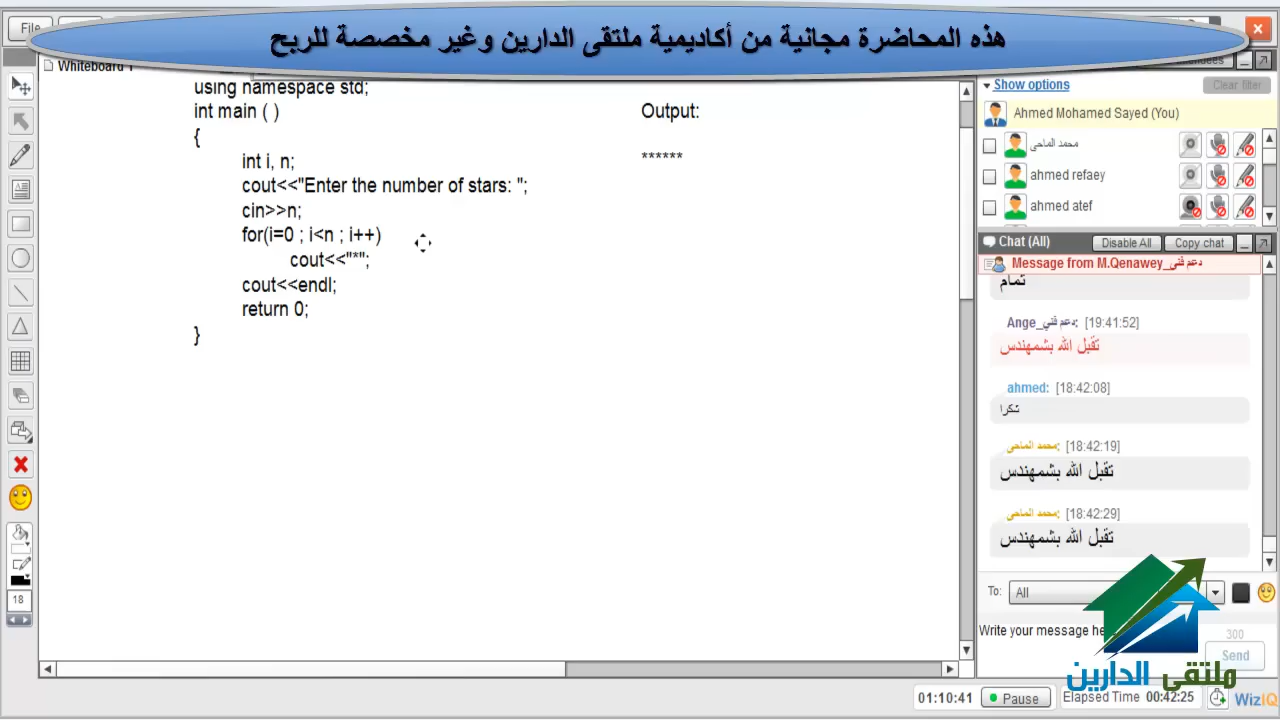 هذه المحاضرة مجانية من أكاديمية ملتقى الدارين وغير مخصصة للربح
File
Whiteboard 1
using namespace std;
int main ( )
{
int i, n;
cout<<"Enter the number of stars: ";
cin>>n;
for(i=0 ; i<n ; i++)
cout<<"*";
cout<<endl;
return 0;
}
Output:
******
18
Show options
Clear filter
Ahmed Mohamed Sayed (You)
محمد الماحى
ahmed refaey
ahmed atef
Chat (All)
Disable All
Copy chat
Message from M.Qenawey_دعم فنى
تمام
Ange_دعم فني: [19:41:52]
تقبل الله بشمهندس
ahmed: [18:42:08]
شكرا
محمد الماحى: [18:42:19]
تقبل الله بشمهندس
محمد الماحى: [18:42:29]
تقبل الله بشمهندس
To:
All
Write your message he
300
Send
ملتقى الدارين
01:10:41
Pause
Elapsed Time 00:42:25
WizIQ